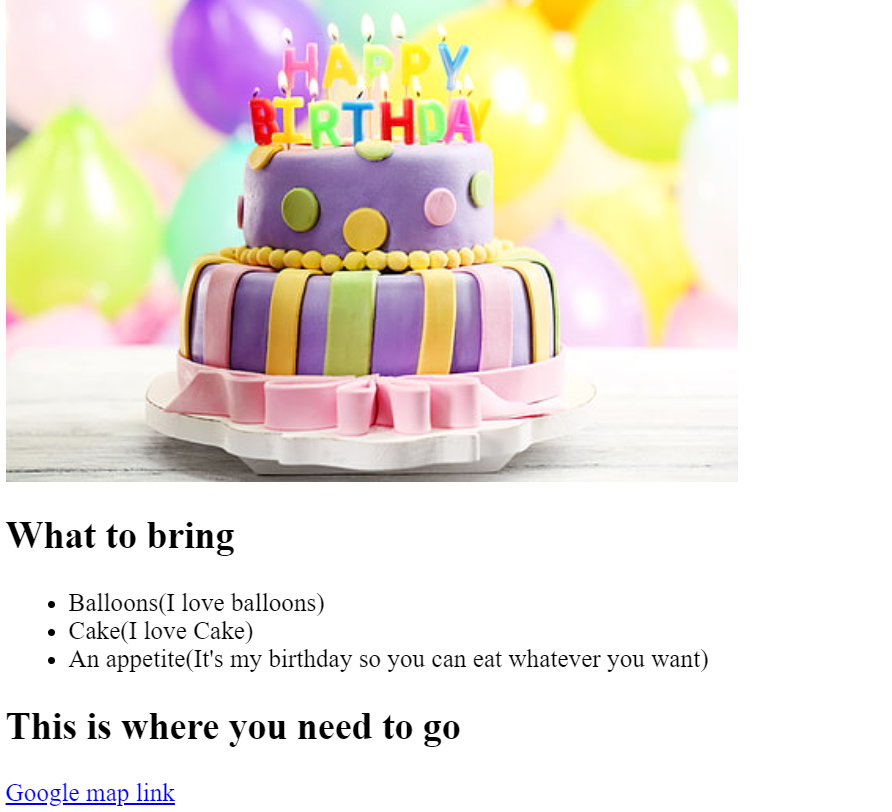 HAPPY
BIRTHDAY
What to bring
Balloons(I love balloons)
Cake(I love Cake)
An appetite(It's my birthday so you can eat whatever you want)
This is where you need to go
Google map link